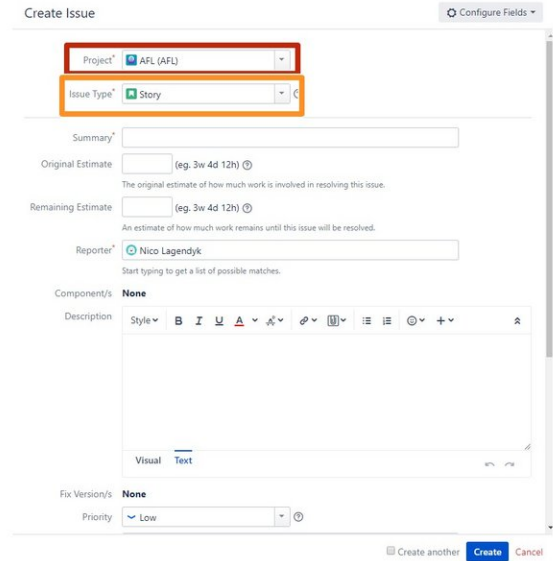 Create Issue
Configure Fields
Project* AFL (AFL)
Issue Type* Story
Summary*
Original Estimate (eg. 3w 4d 12h)
The original estimate of how much work is involved in resolving this issue.
Remaining Estimate (eg. 3w 4d 12h)
An estimate of how much work remains until this issue will be resolved.
Reporter* Nico Lagendyk
Start typing to get a list of possible matches.
Component/s None
Description
Style B I U A
Visual Text
Fix Version/s None
Priority Low
Create another Create Cancel